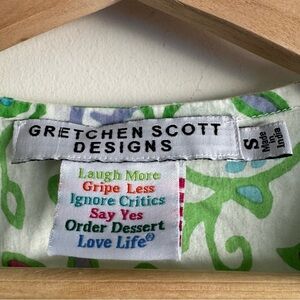 GRETCHEN SCOTT
DESIGNS
S
Made
in
India
Laugh More
Gripe Less
Ignore Critics
Say Yes
Order Dessert
Love Life®